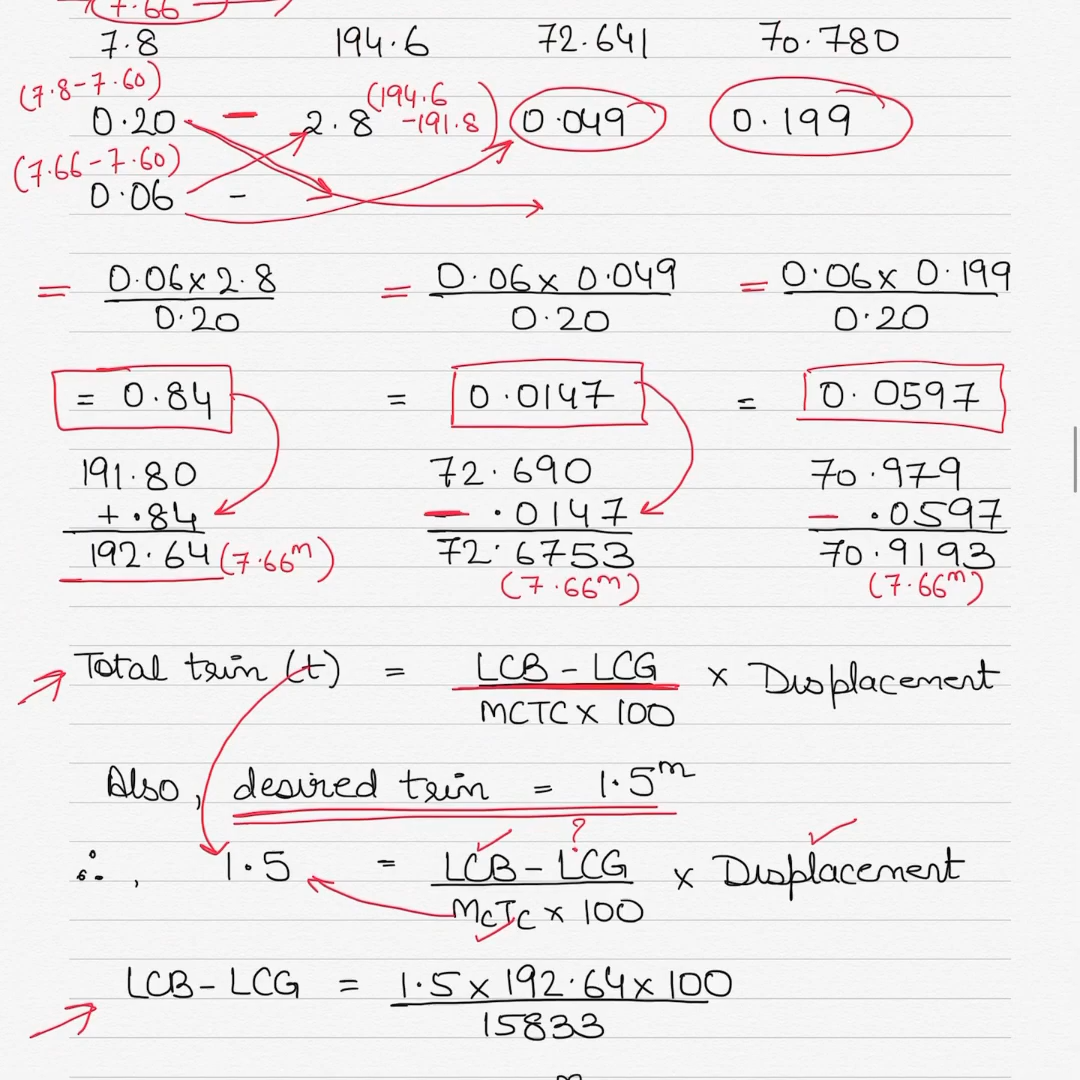 7.66
7.8 194.6 72.641 70.780
(7.8-7.60) (194.6
0.20 - 2.8 -191.8) 0.049 0.199
(7.66-7.60)
0.06 -
= 0.06 x 2.8 = 0.06 x 0.049 = 0.06 x 0.199
0.20 0.20 0.20
= 0.84 = 0.0147 = 0.0597
191.80 72.690 70.979
+ .84 - .0147 - .0597
192.64 (7.66m) 72.6753 70.9193
(7.66m) (7.66m)
Total trim (t) = LCB - LCG x Displacement
MCTC x 100
Also, desired trim = 1.5m
?
∴, 1.5 = LCB - LCG x Displacement
MCTC x 100
LCB - LCG = 1.5 x 192.64 x 100
15833